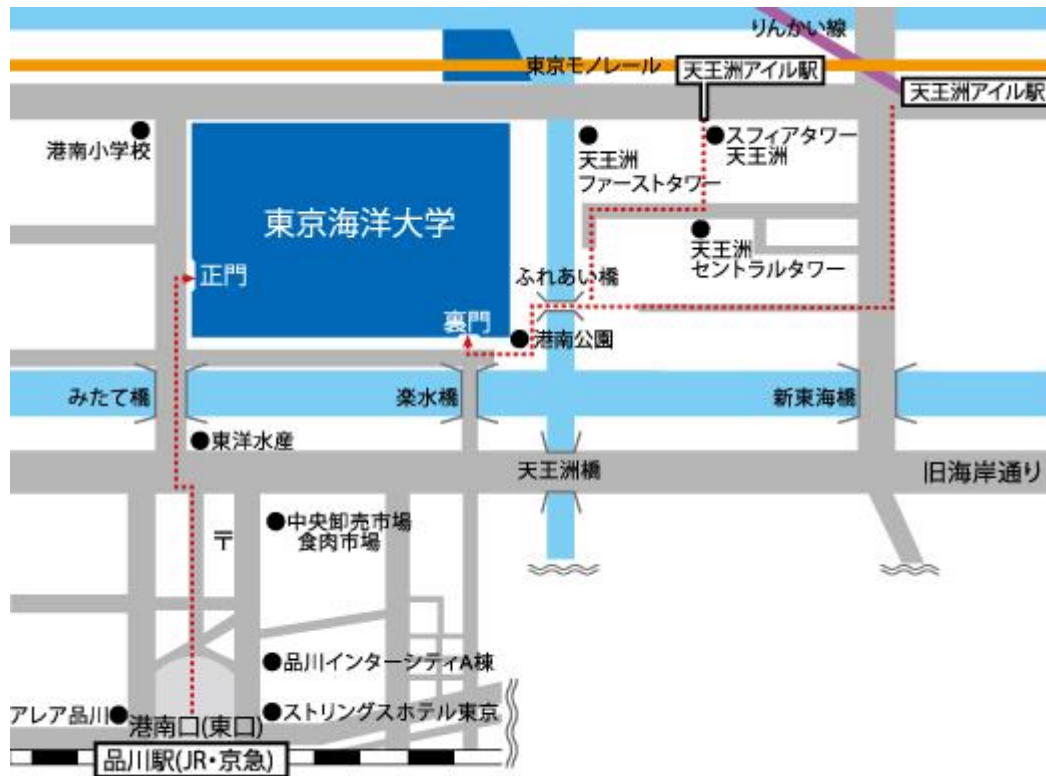 りんかい線
東京モノレール
天王洲アイル駅
天王洲アイル駅
港南小学校
天王洲
ファーストタワー
スフィアタワー
天王洲
東京海洋大学
天王洲
セントラルタワー
正門
ふれあい橋
裏門
港南公園
みたて橋
楽水橋
新東海橋
東洋水産
天王洲橋
旧海岸通り
〒
中央卸売市場
食肉市場
品川インターシティA棟
アレア品川
港南口(東口)
ストリングスホテル東京
品川駅(JR・京急)